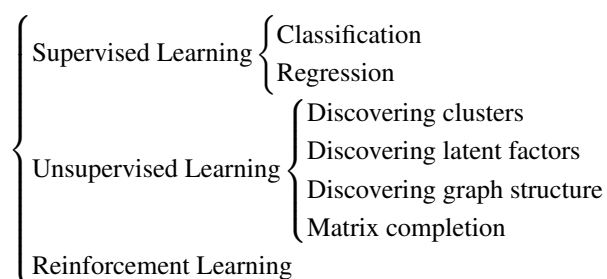 Supervised Learning
Classification
Regression
Unsupervised Learning
Discovering clusters
Discovering latent factors
Discovering graph structure
Matrix completion
Reinforcement Learning